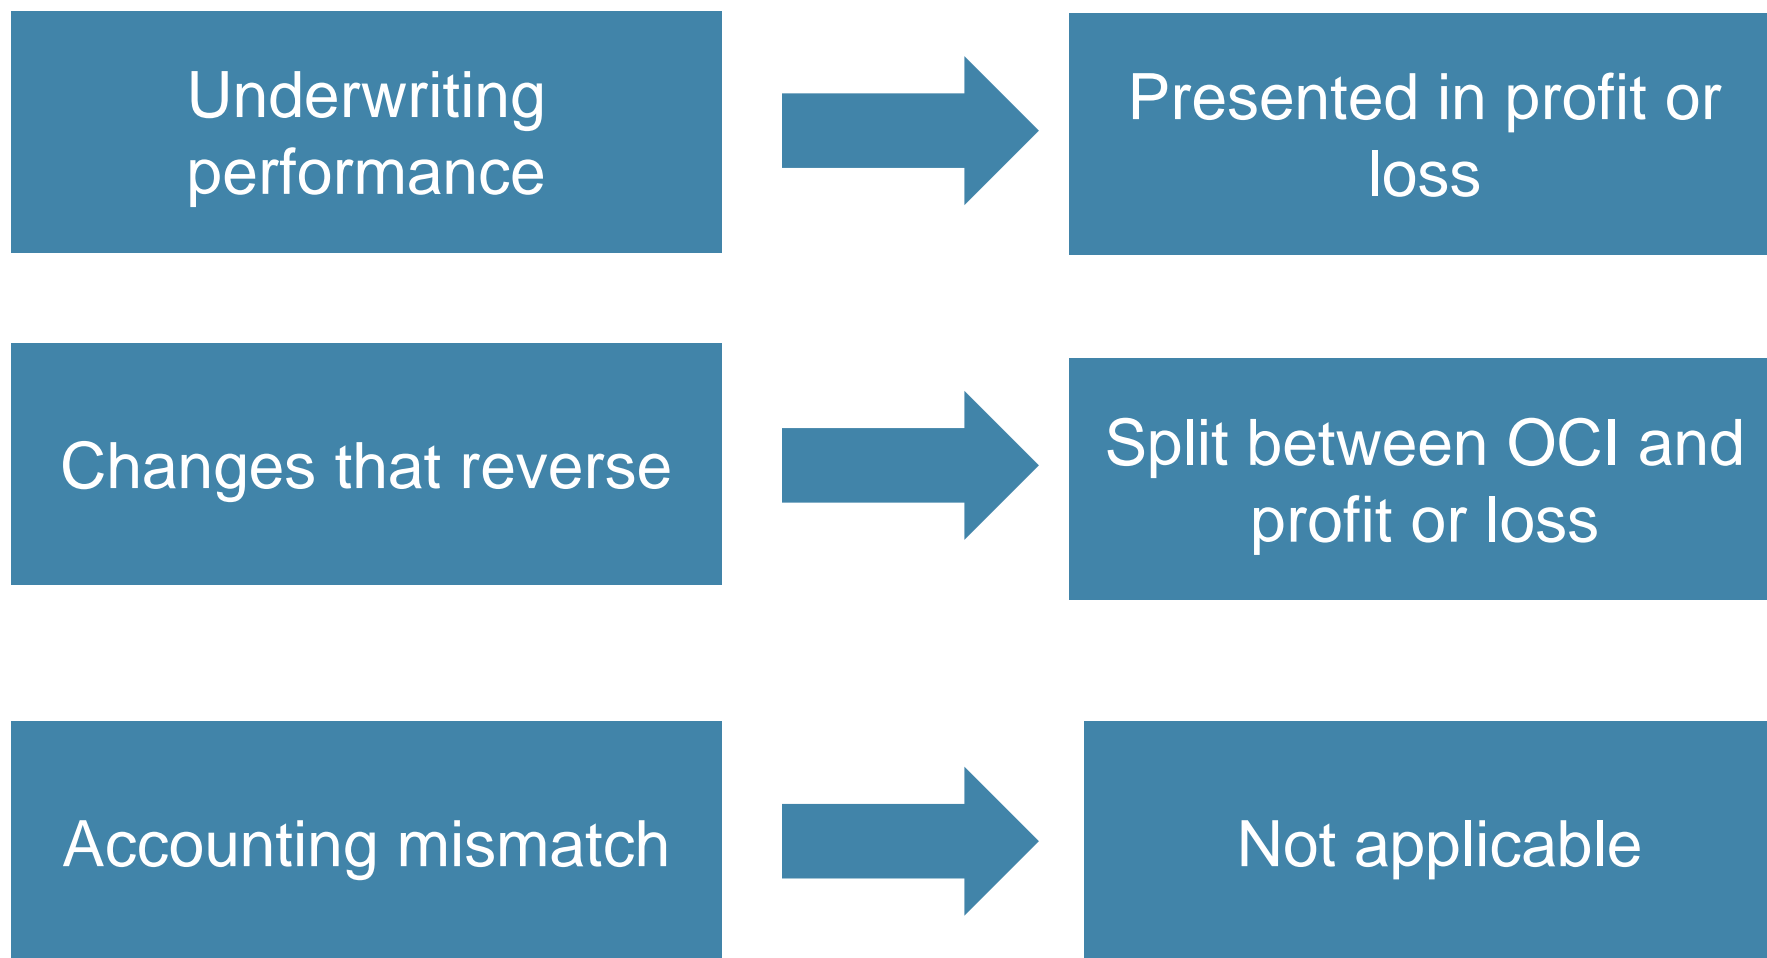 Underwriting
performance
Presented in profit or
loss
Changes that reverse
Split between OCI and
profit or loss
Accounting mismatch
Not applicable